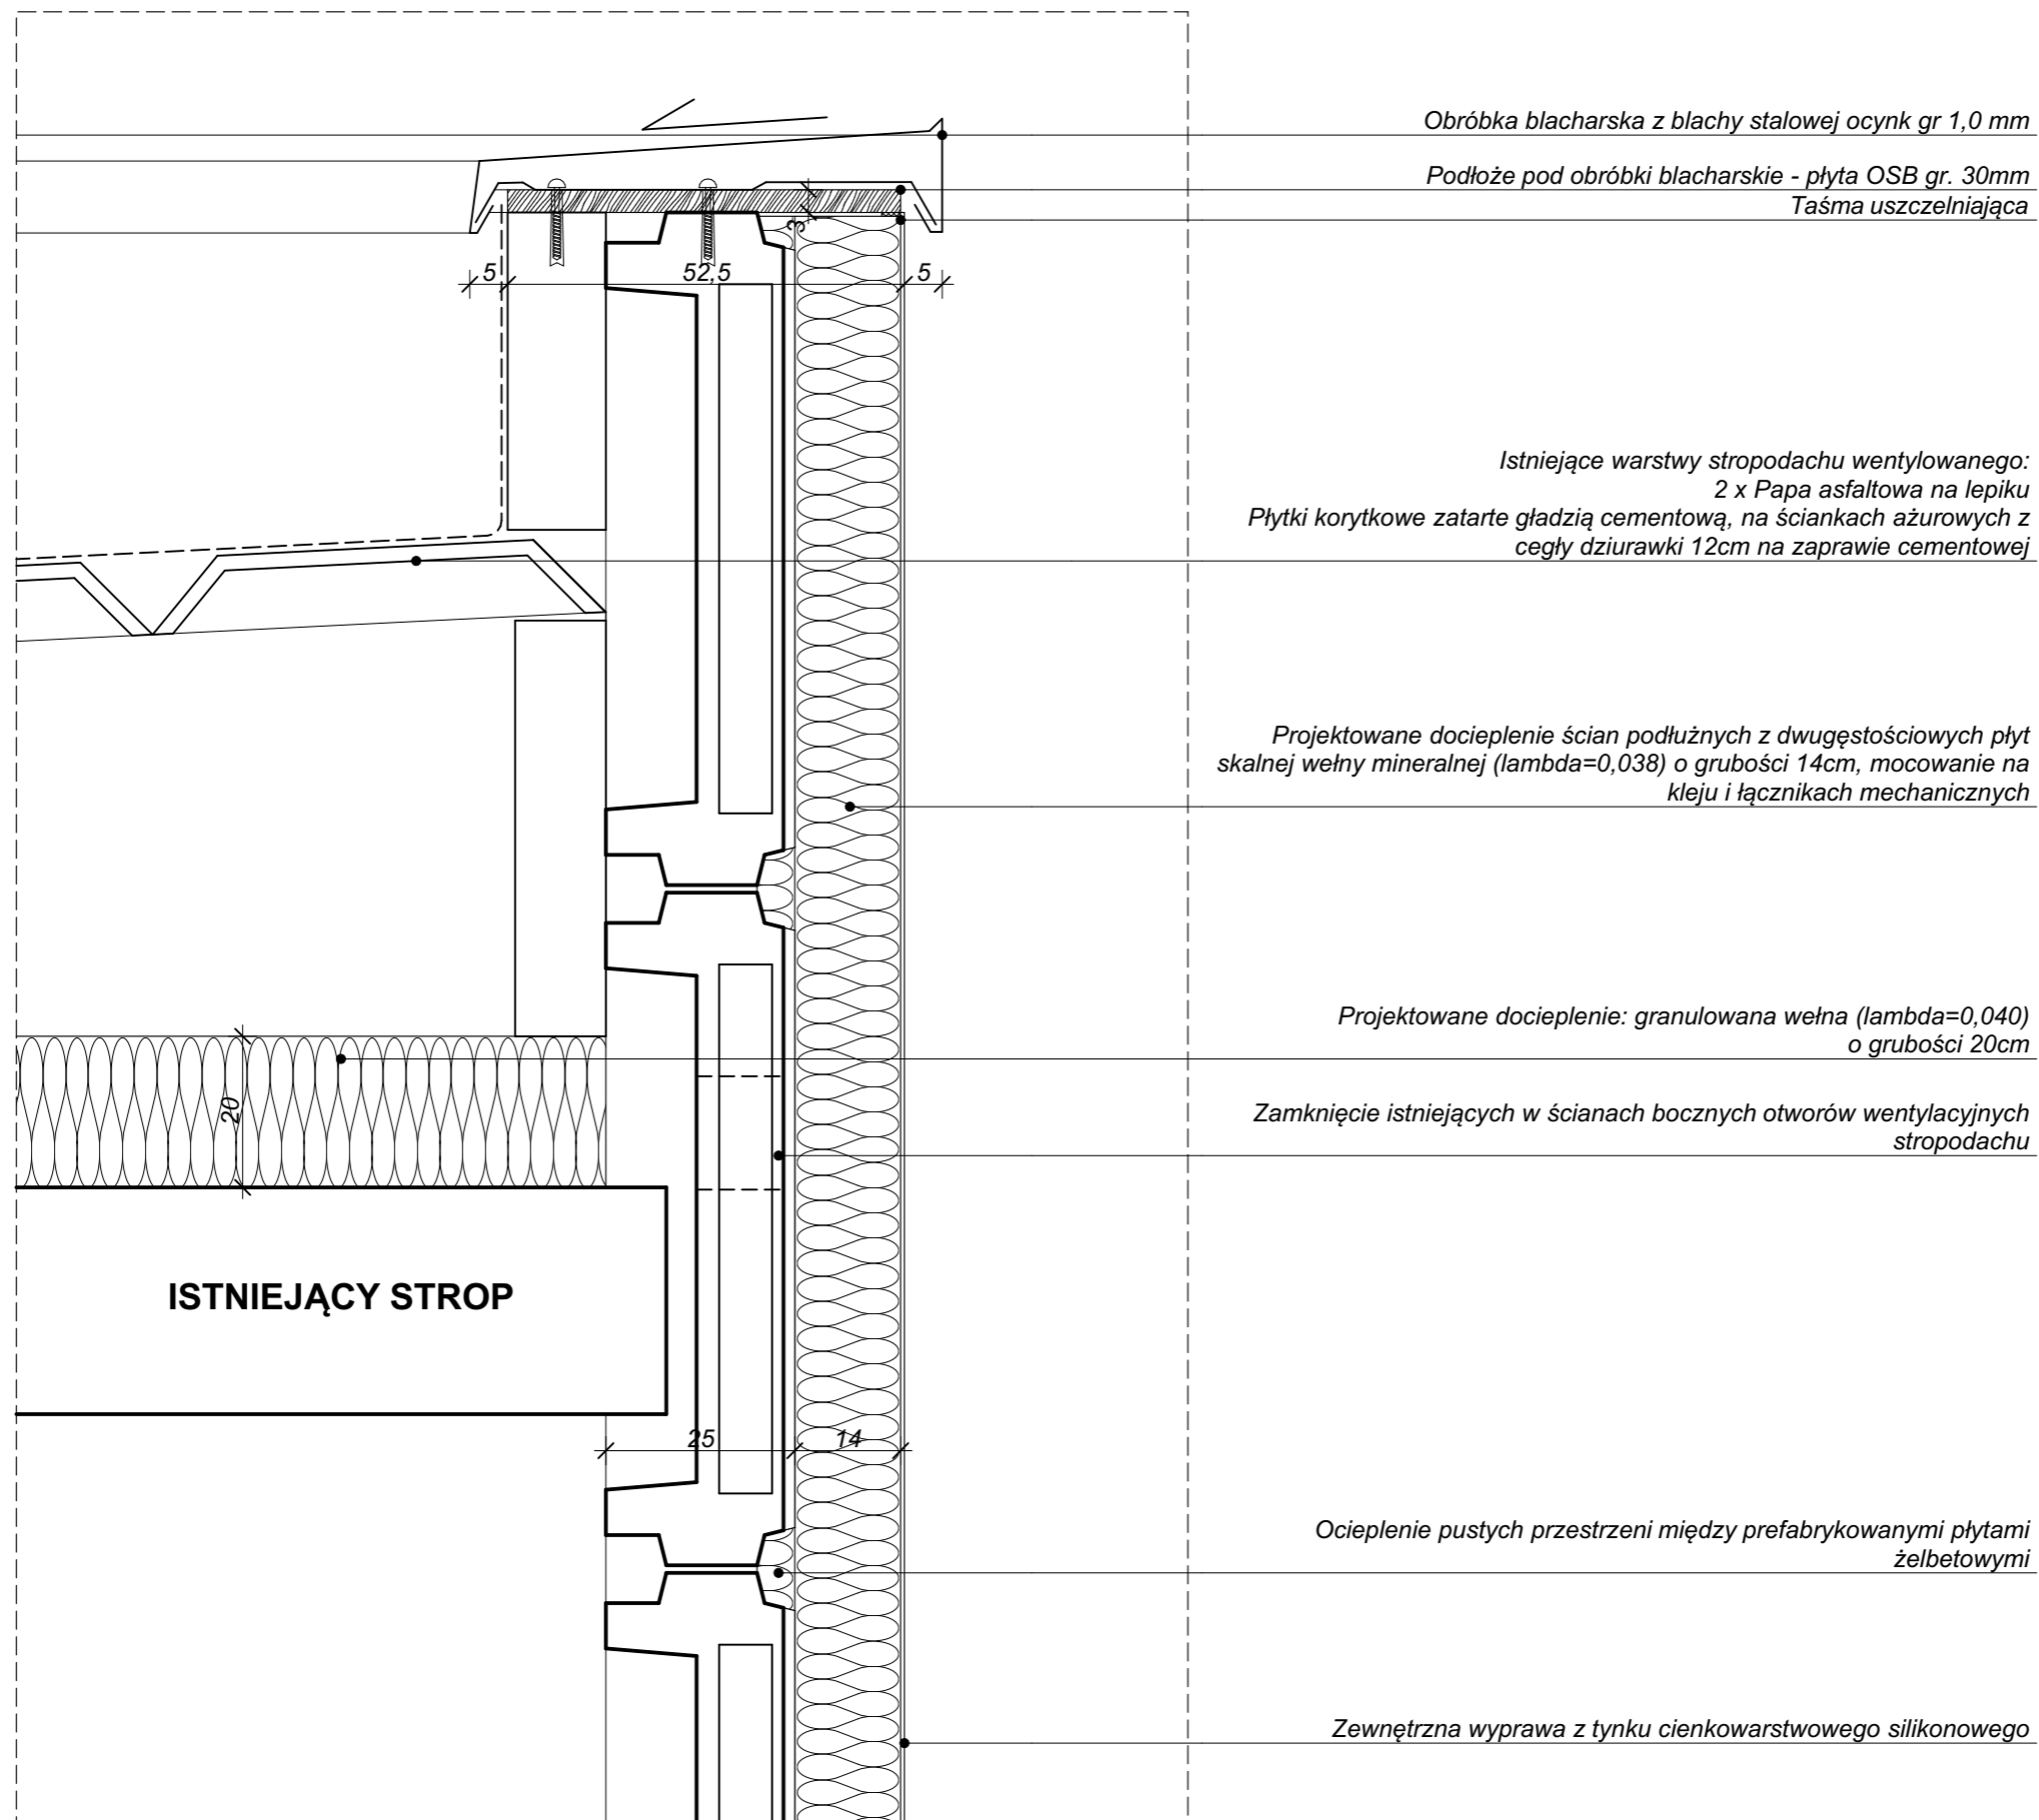 Obróbka blacharska z blachy stalowej ocynk gr 1,0 mm
Podłoże pod obróbki blacharskie - płyta OSB gr. 30mm
Taśma uszczelniająca
3
5
52,5
5
Istniejące warstwy stropodachu wentylowanego:
2 x Papa asfaltowa na lepiku
Płytki korytkowe zatarte gładzią cementową, na ściankach ażurowych z
cegły dziurawki 12cm na zaprawie cementowej
Projektowane docieplenie ścian podłużnych z dwugęstościowych płyt
skalnej wełny mineralnej (lambda=0,038) o grubości 14cm, mocowanie na
kleju i łącznikach mechanicznych
Projektowane docieplenie: granulowana wełna (lambda=0,040)
o grubości 20cm
20
Zamknięcie istniejących w ścianach bocznych otworów wentylacyjnych
stropodachu
ISTNIEJĄCY STROP
25
14
Ocieplenie pustych przestrzeni między prefabrykowanymi płytami
żelbetowymi
Zewnętrzna wyprawa z tynku cienkowarstwowego silikonowego